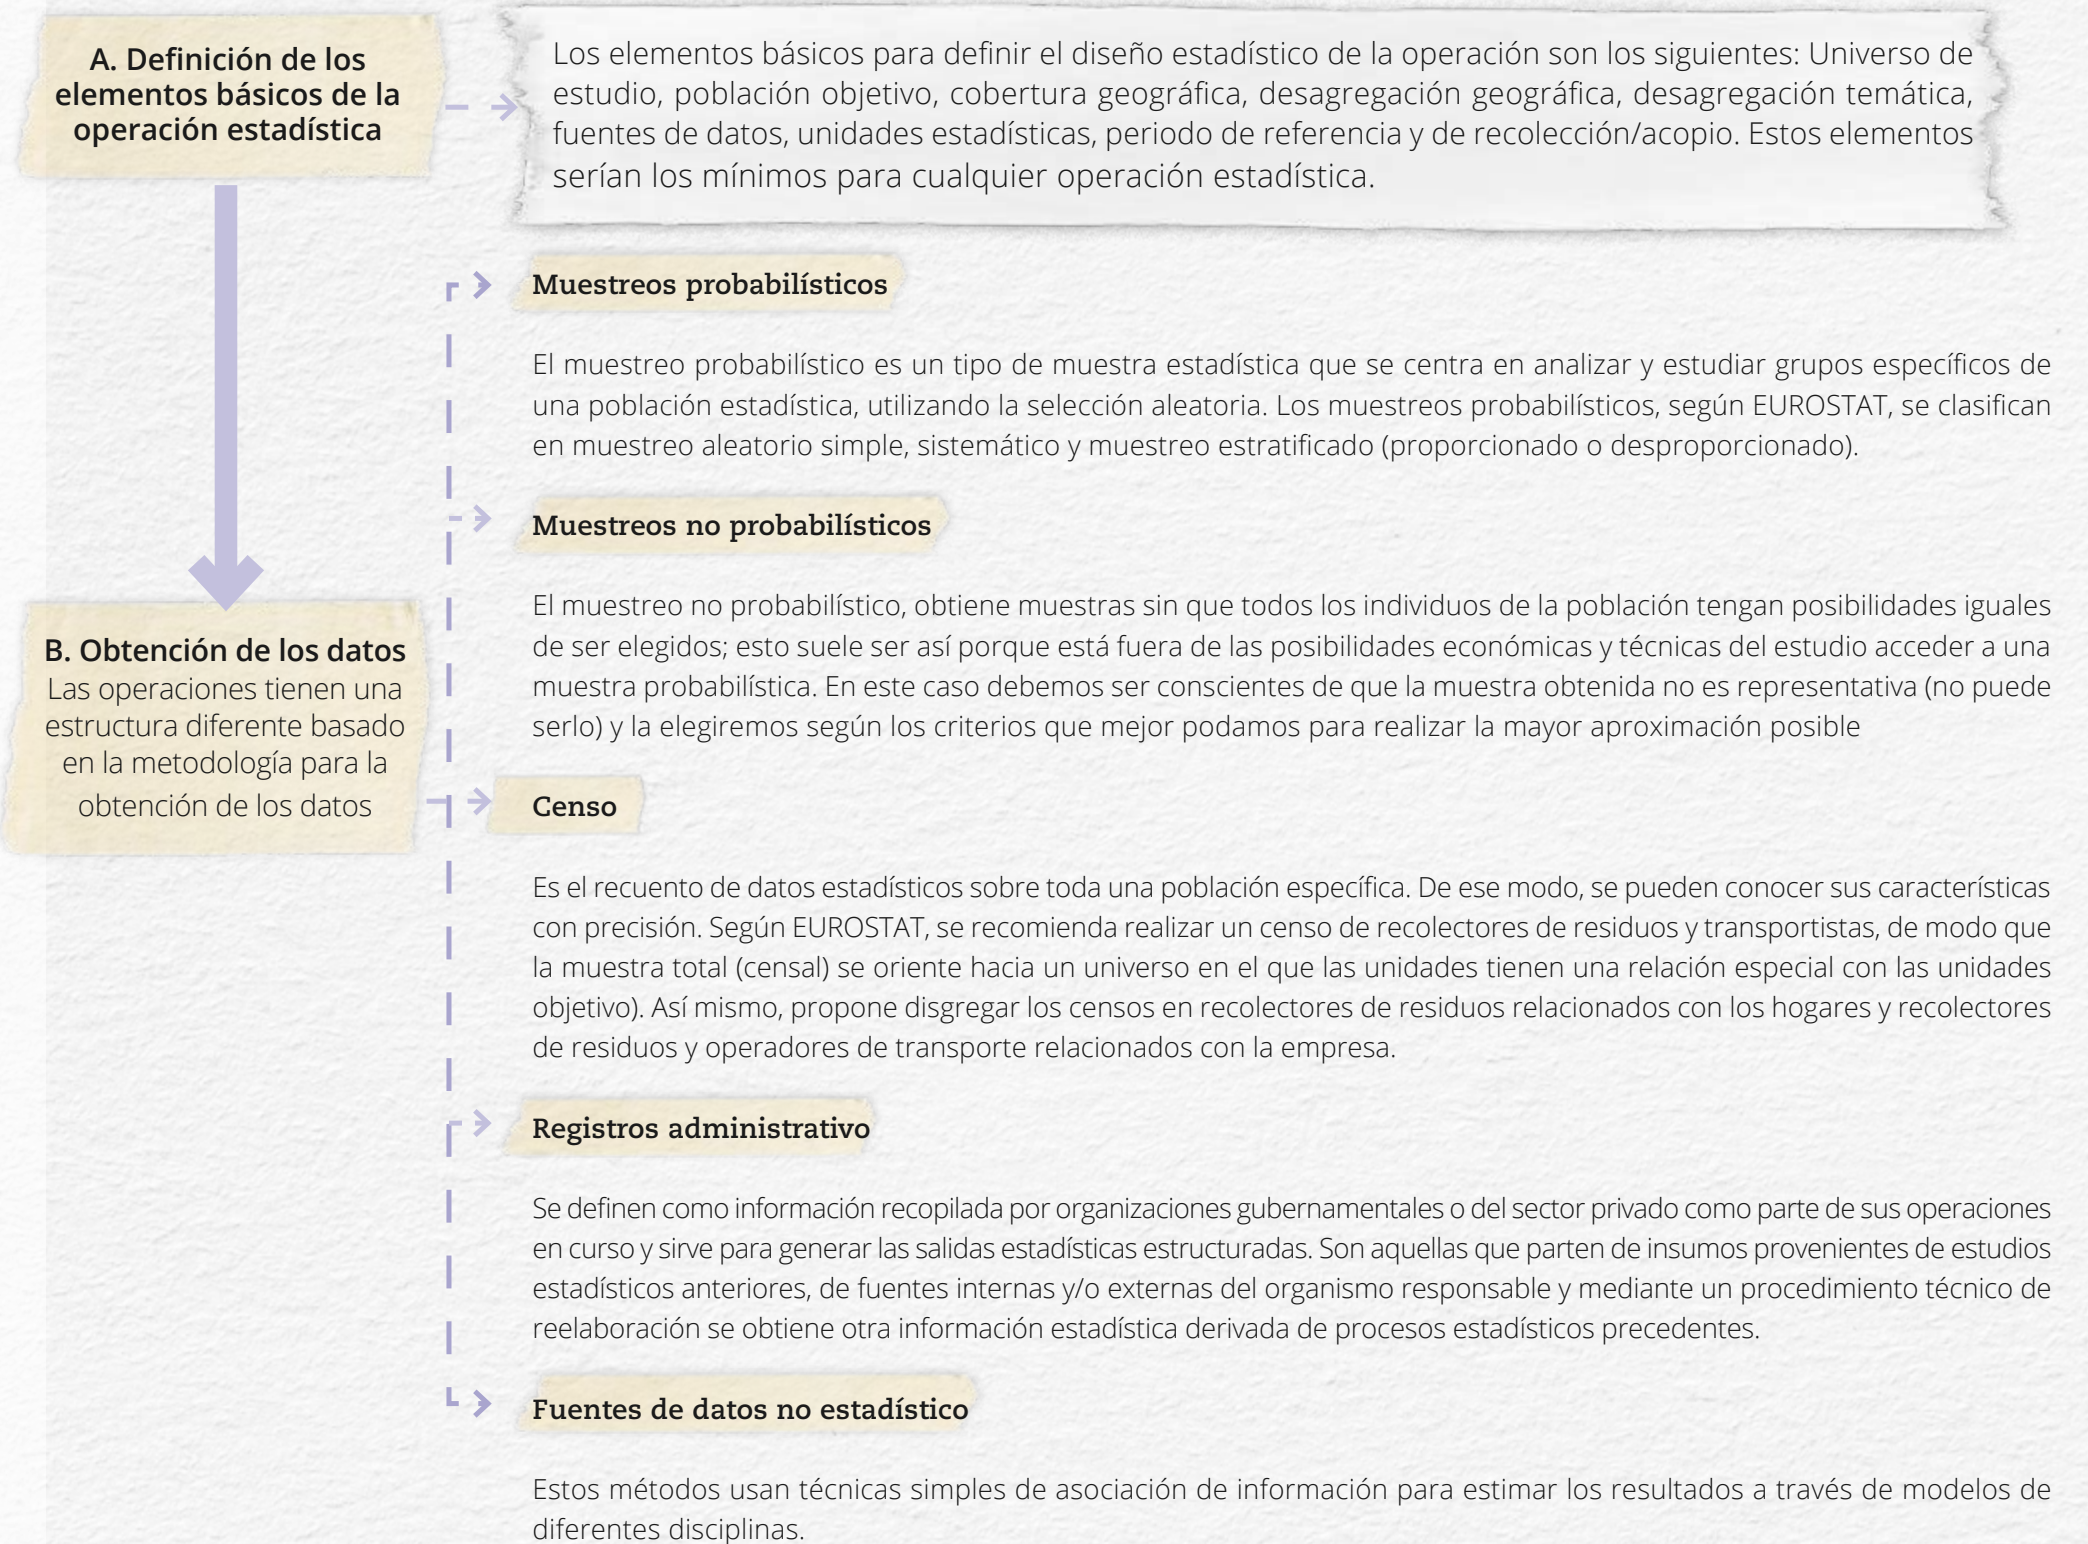 A. Definición de los
elementos básicos de la
operación estadística
Los elementos básicos para definir el diseño estadístico de la operación son los siguientes: Universo de
estudio, población objetivo, cobertura geográfica, desagregación geográfica, desagregación temática,
fuentes de datos, unidades estadísticas, periodo de referencia y de recolección/acopio. Estos elementos
serían los mínimos para cualquier operación estadística.
B. Obtención de los datos
Las operaciones tienen una
estructura diferente basado
en la metodología para la
obtención de los datos
Muestreos probabilísticos
El muestreo probabilístico es un tipo de muestra estadística que se centra en analizar y estudiar grupos específicos de
una población estadística, utilizando la selección aleatoria. Los muestreos probabilísticos, según EUROSTAT, se clasifican
en muestreo aleatorio simple, sistemático y muestreo estratificado (proporcionado o desproporcionado).
Muestreos no probabilísticos
El muestreo no probabilístico, obtiene muestras sin que todos los individuos de la población tengan posibilidades iguales
de ser elegidos; esto suele ser así porque está fuera de las posibilidades económicas y técnicas del estudio acceder a una
muestra probabilística. En este caso debemos ser conscientes de que la muestra obtenida no es representativa (no puede
serlo) y la elegiremos según los criterios que mejor podamos para realizar la mayor aproximación posible
Censo
Es el recuento de datos estadísticos sobre toda una población específica. De ese modo, se pueden conocer sus características
con precisión. Según EUROSTAT, se recomienda realizar un censo de recolectores de residuos y transportistas, de modo que
la muestra total (censal) se oriente hacia un universo en el que las unidades tienen una relación especial con las unidades
objetivo). Así mismo, propone disgregar los censos en recolectores de residuos relacionados con los hogares y recolectores
de residuos y operadores de transporte relacionados con la empresa.
Registros administrativo
Se definen como información recopilada por organizaciones gubernamentales o del sector privado como parte de sus operaciones
en curso y sirve para generar las salidas estadísticas estructuradas. Son aquellas que parten de insumos provenientes de estudios
estadísticos anteriores, de fuentes internas y/o externas del organismo responsable y mediante un procedimiento técnico de
reelaboración se obtiene otra información estadística derivada de procesos estadísticos precedentes.
Fuentes de datos no estadístico
Estos métodos usan técnicas simples de asociación de información para estimar los resultados a través de modelos de
diferentes disciplinas.